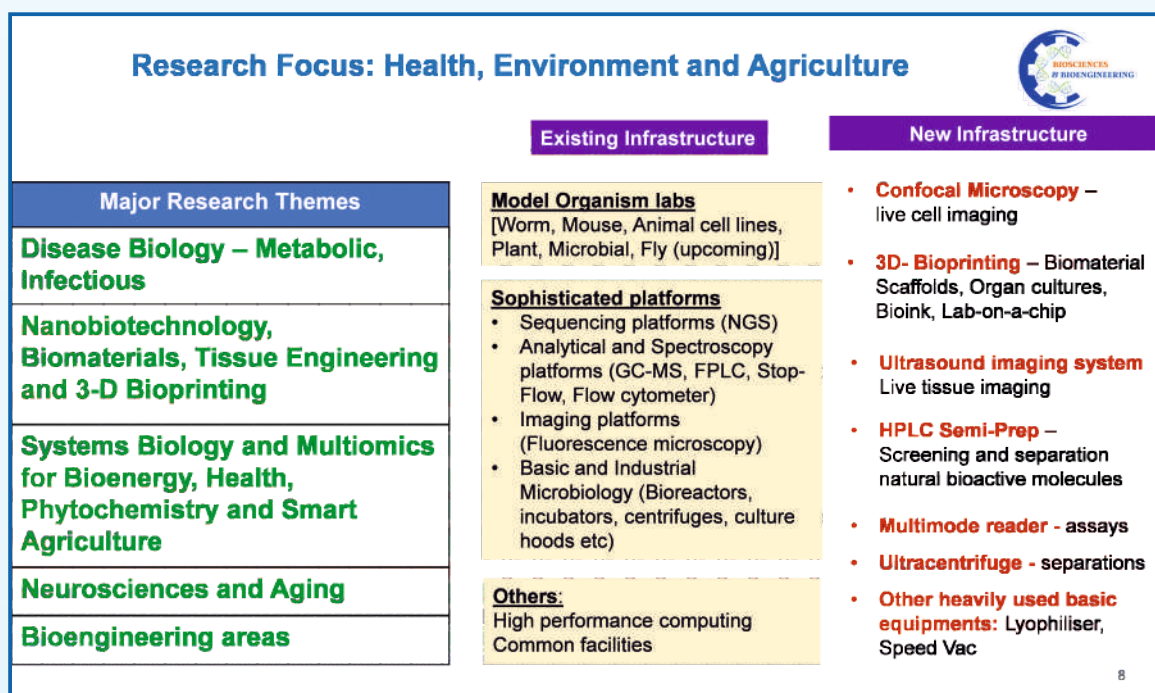 Research Focus: Health, Environment and Agriculture
BIOSCIENCES
& BIOENGINEERING
Major Research Themes
Disease Biology – Metabolic,
Infectious
Nanobiotechnology,
Biomaterials, Tissue Engineering
and 3-D Bioprinting
Systems Biology and Multiomics
for Bioenergy, Health,
Phytochemistry and Smart
Agriculture
Neurosciences and Aging
Bioengineering areas
Existing Infrastructure
Model Organism labs
[Worm, Mouse, Animal cell lines,
Plant, Microbial, Fly (upcoming)]
Sophisticated platforms
• Sequencing platforms (NGS)
• Analytical and Spectroscopy
platforms (GC-MS, FPLC, Stop-
Flow, Flow cytometer)
• Imaging platforms
(Fluorescence microscopy)
• Basic and Industrial
Microbiology (Bioreactors,
incubators, centrifuges, culture
hoods etc)
Others:
High performance computing
Common facilities
New Infrastructure
• Confocal Microscopy –
live cell imaging
• 3D- Bioprinting – Biomaterial
Scaffolds, Organ cultures,
Bioink, Lab-on-a-chip
• Ultrasound imaging system
Live tissue imaging
• HPLC Semi-Prep –
Screening and separation
natural bioactive molecules
• Multimode reader - assays
• Ultracentrifuge - separations
• Other heavily used basic
equipments: Lyophiliser,
Speed Vac
8